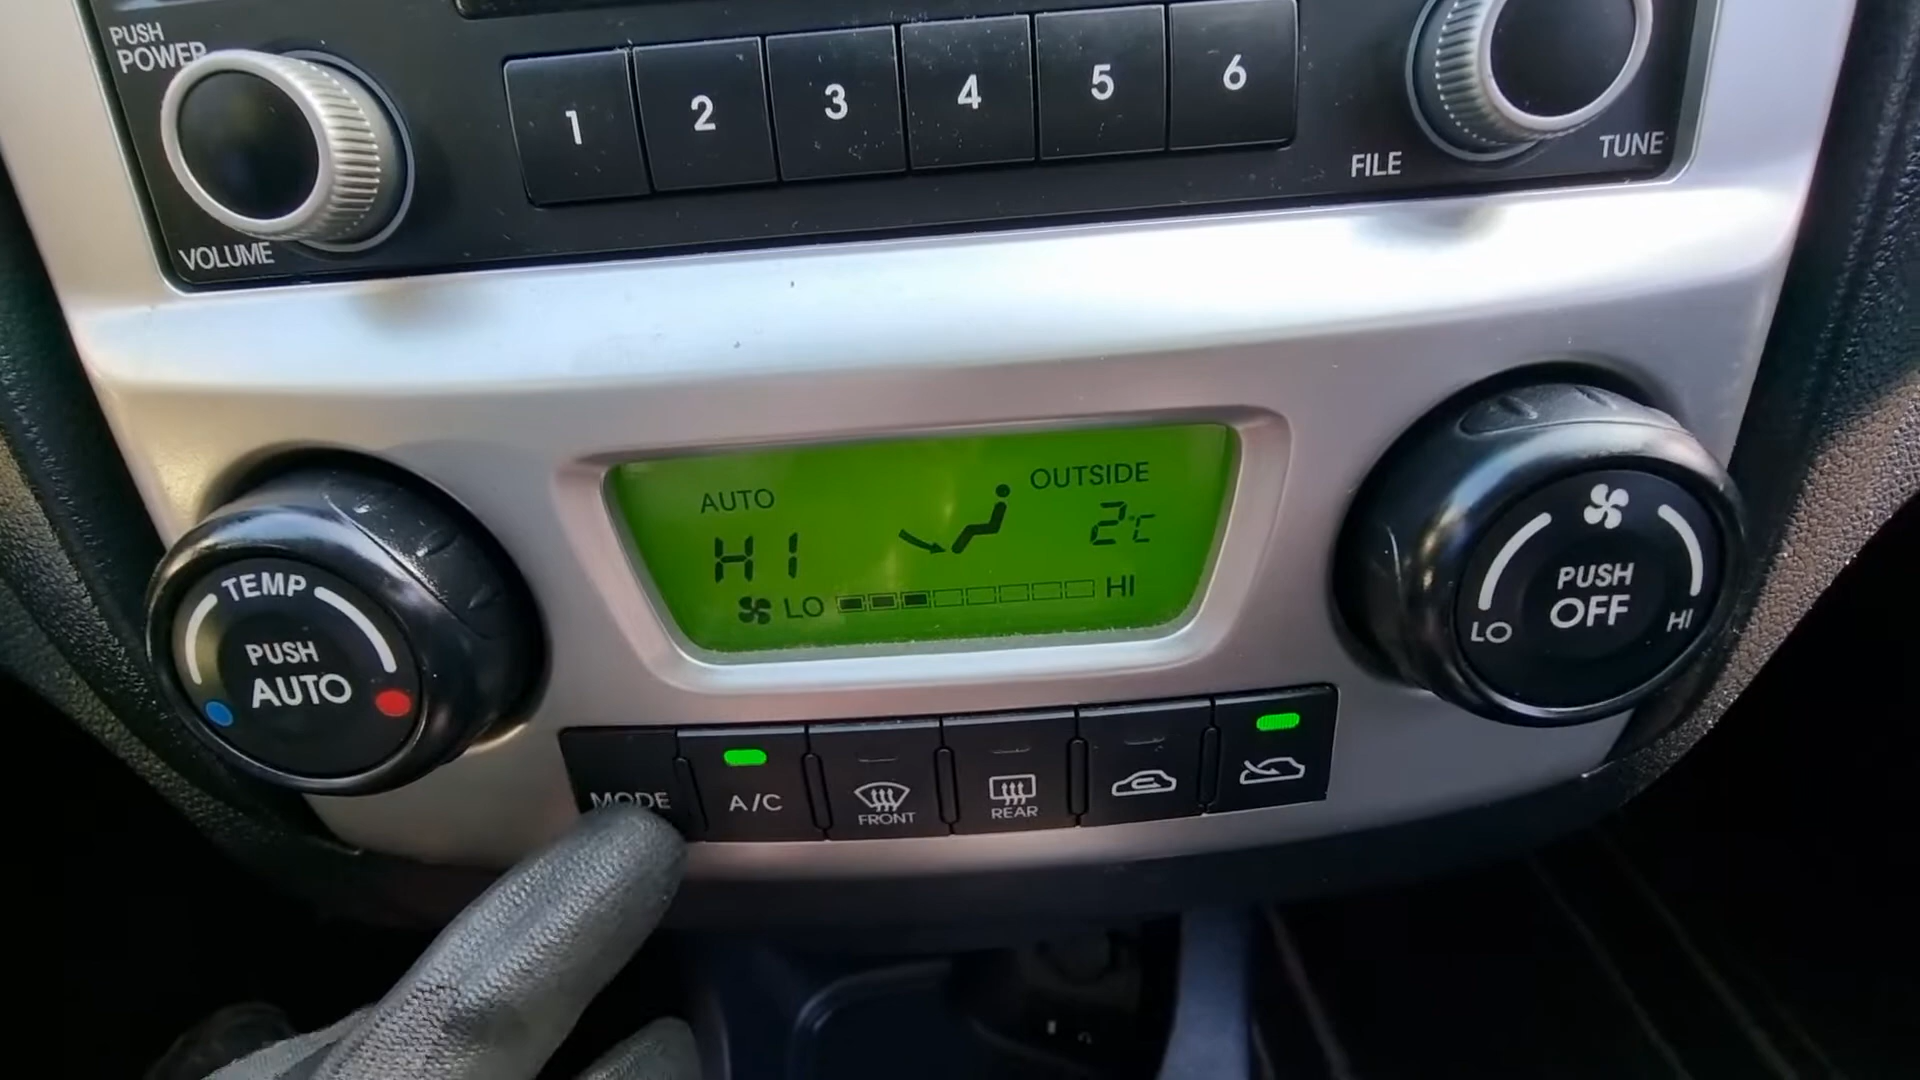 PUSH
POWER
VOLUME
1 2 3 4 5 6
FILE
TUNE
AUTO
HI
OUTSIDE
2°C
LO
HI
TEMP
PUSH
AUTO
PUSH
OFF
LO
HI
MODE
A/C
FRONT
REAR